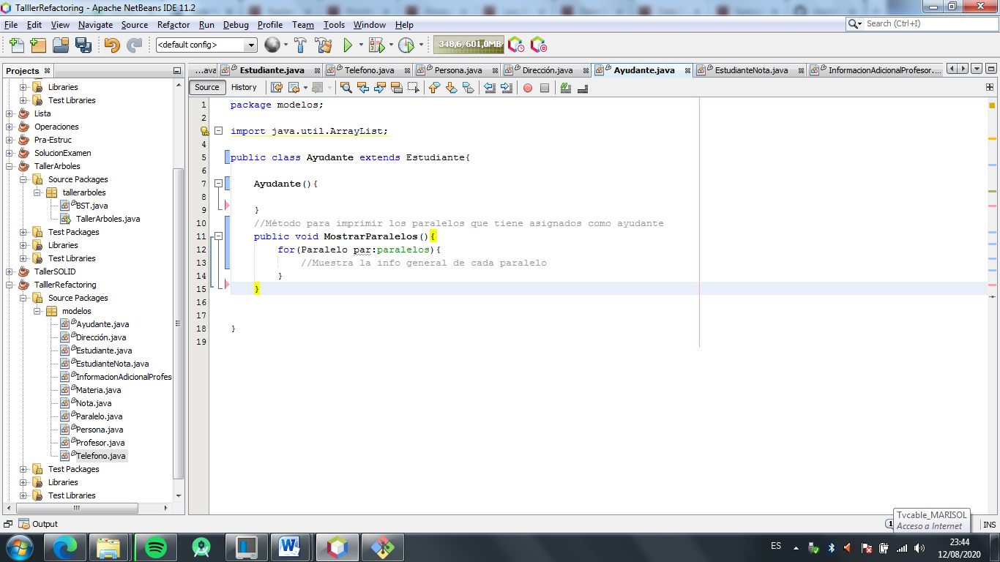 TalllerRefactoring - Apache NetBeans IDE 11.2
File Edit View Navigate Source Refactor Run Debug Profile Team Tools Window Help
Search (Ctrl+I)
<default config>
348,6/601,0MB
Projects
Libraries
Test Libraries
Lista
Operaciones
Pra-Estruc
SolucionExamen
TallerArboles
Source Packages
tallerarboles
BST.java
TallerArboles.java
Test Packages
Libraries
Test Libraries
TallerSOLID
TalllerRefactoring
Source Packages
modelos
Ayudante.java
Dirección.java
Estudiante.java
EstudianteNota.java
InformacionAdicionalProfes
Materia.java
Nota.java
Paralelo.java
Persona.java
Profesor.java
Telefono.java
Test Packages
Libraries
Test Libraries
...java Estudiante.java Telefono.java Persona.java Dirección.java Ayudante.java EstudianteNota.java InformacionAdicionalProfesor....
Source History
1 package modelos;
2
3 import java.util.ArrayList;
4
5 public class Ayudante extends Estudiante{
6
7 Ayudante(){
8
9 }
10 //Método para imprimir los paralelos que tiene asignados como ayudante
11 public void MostrarParalelos(){
12 for(Paralelo par:paralelos){
13 //Muestra la info general de cada paralelo
14 }
15 }
16
17
18 }
19
Output
1
Tvcable_MARISOL
Acceso a Internet
INS
ES
23:44
12/08/2020